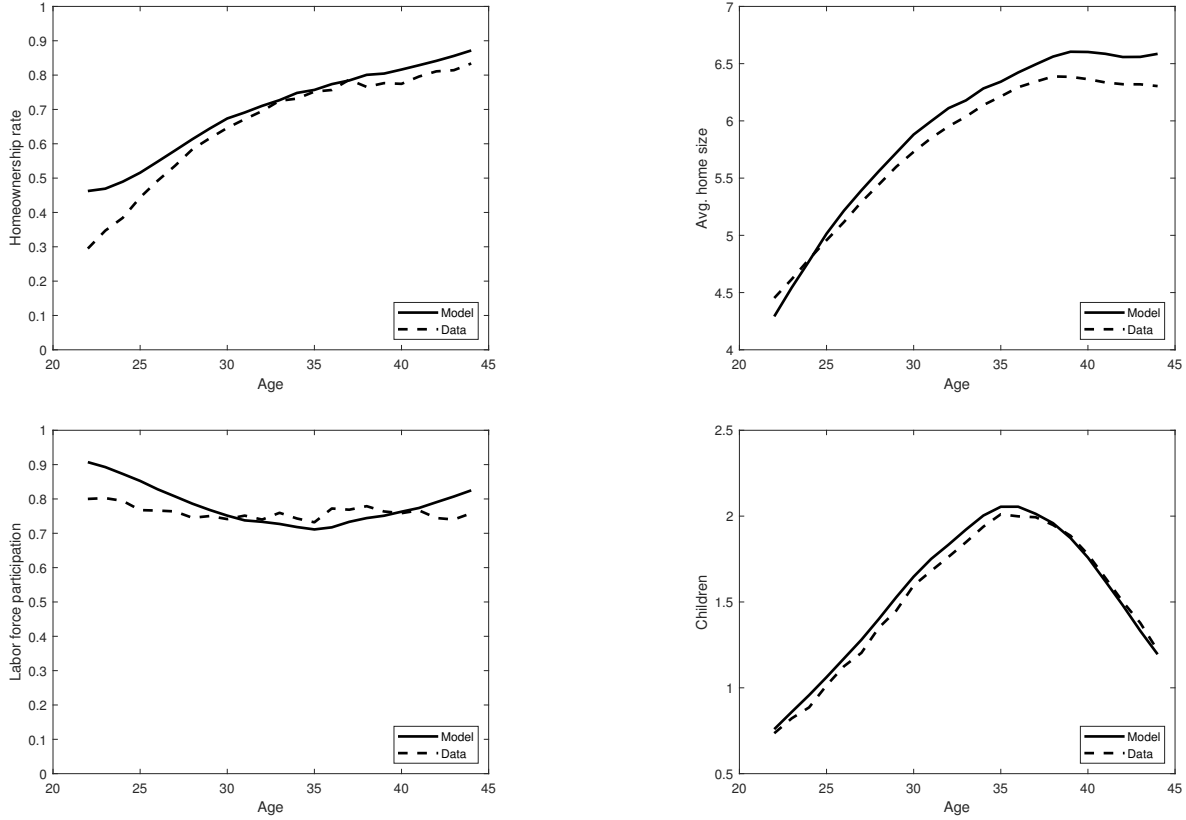 1
0.9
0.8
0.7
0.6
0.5
0.4
0.3
0.2
0.1
0
Homeownership rate
20 25 30 35 40 45
Age
Model
Data
7
6.5
6
5.5
5
4.5
4
Avg. home size
20 25 30 35 40 45
Age
Model
Data
1
0.9
0.8
0.7
0.6
0.5
0.4
0.3
0.2
0.1
0
Labor force participation
20 25 30 35 40 45
Age
Model
Data
2.5
2
1.5
1
0.5
Children
20 25 30 35 40 45
Age
Model
Data